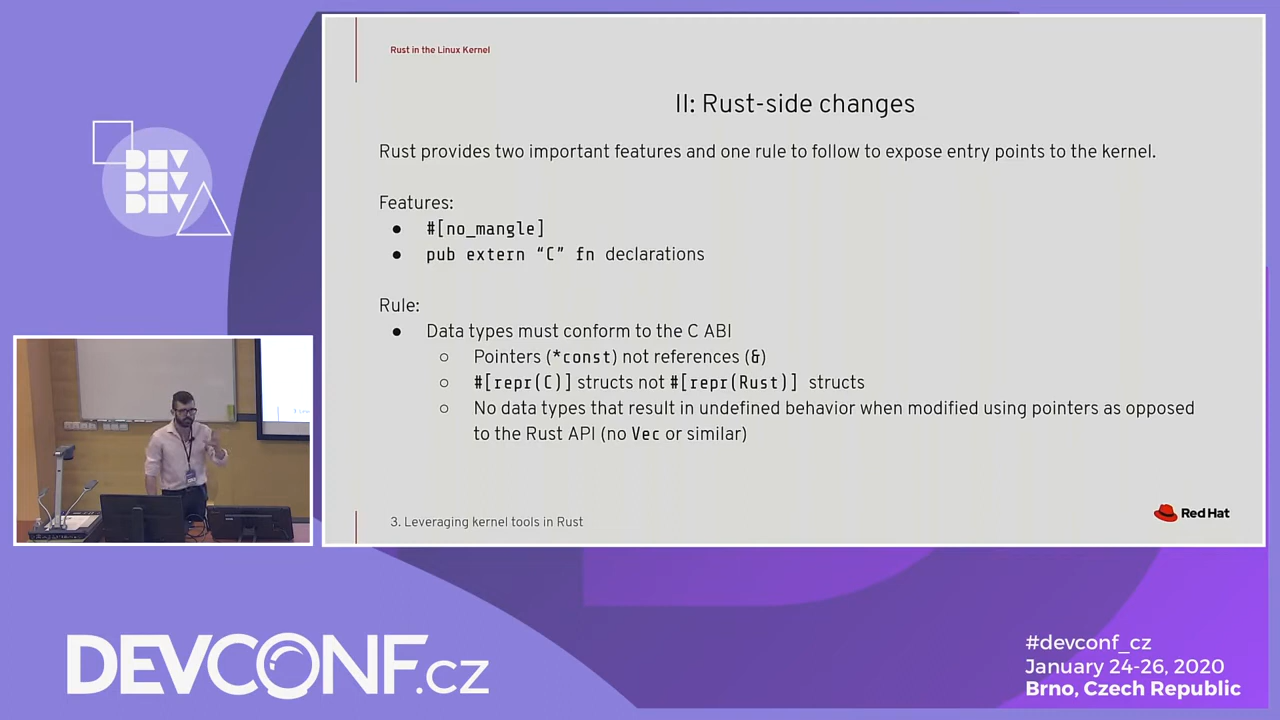 Rust in the Linux Kernel
II: Rust-side changes
Rust provides two important features and one rule to follow to expose entry points to the kernel.
Features:
● #[no_mangle]
● pub extern “C” fn declarations
Rule:
● Data types must conform to the C ABI
○ Pointers (*const) not references (&)
○ #[repr(C)] structs not #[repr(Rust)] structs
○ No data types that result in undefined behavior when modified using pointers as opposed
to the Rust API (no Vec or similar)
3. Leveraging kernel tools in Rust
Red Hat
DEV
DEV
DEV
DEVCONF.cz
#devconf_cz
January 24-26, 2020
Brno, Czech Republic